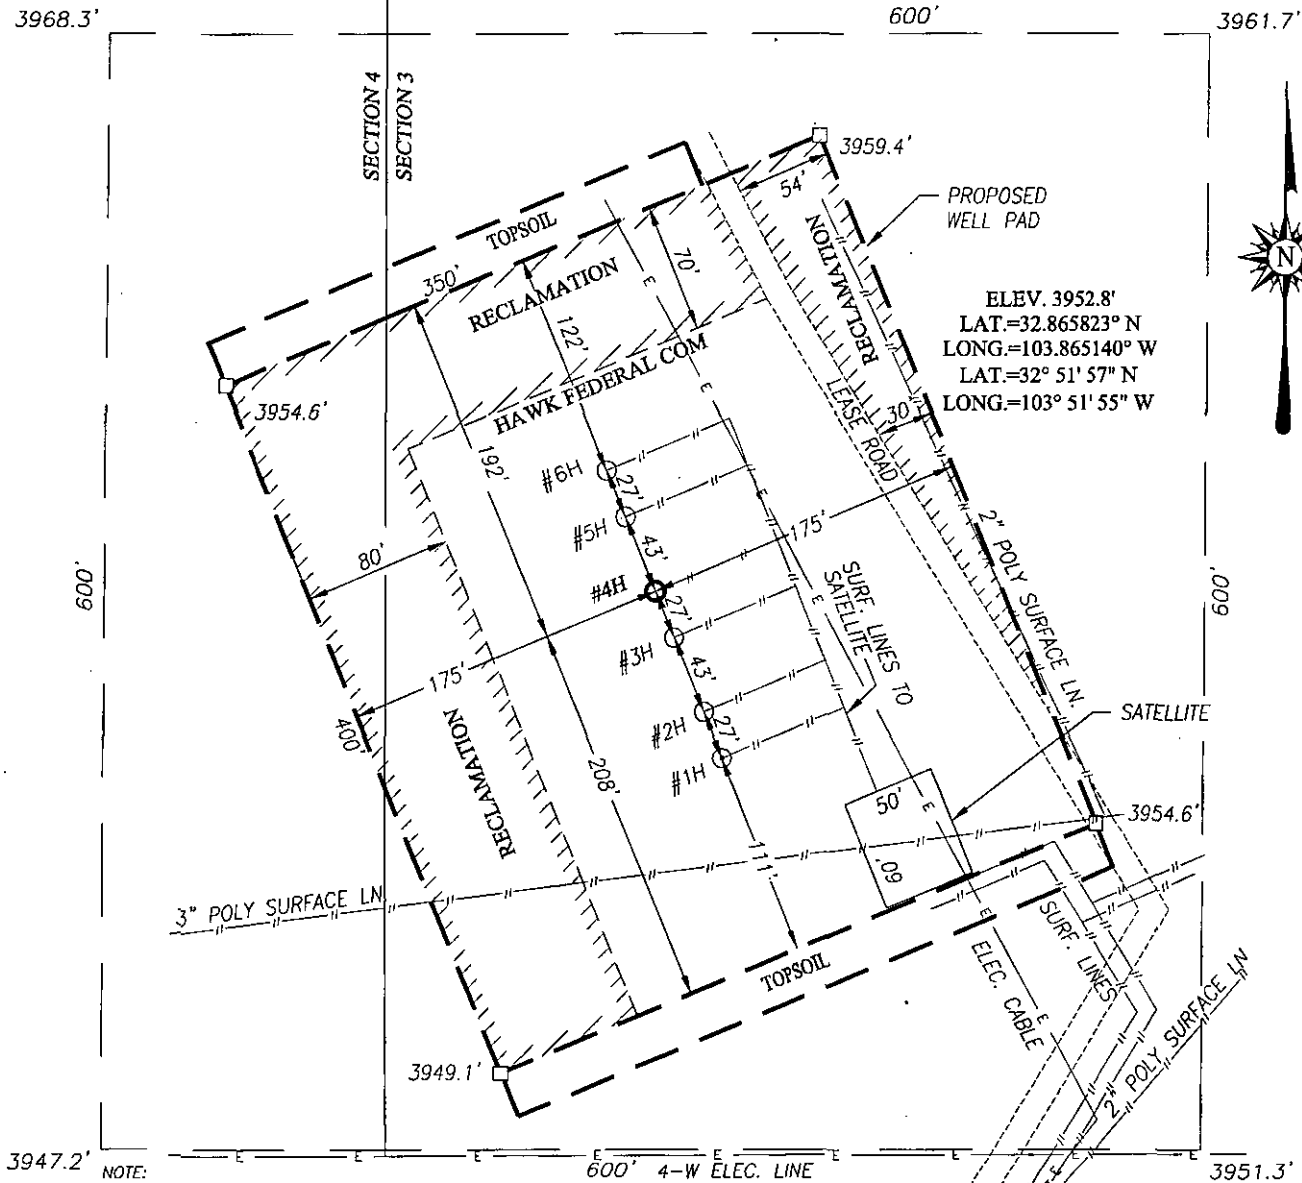 3968.3'
600'
3961.7'
SECTION 4
SECTION 3
3959.4'
54'
PROPOSED
WELL PAD
TOPSOIL
350'
RECLAMATION
70'
RECLAMATION
122'
ELEV. 3952.8'
LAT.=32.865823° N
LONG.=103.865140° W
LAT.=32° 51' 57" N
LONG.=103° 51' 55" W
N
3954.6'
HAWK FEDERAL COM
LEASE ROAD
30'
192'
#6H
27'
#5H
43'
175'
2" POLY SURFACE LN.
80'
#4H
27'
SURF. LINES TO
SATELLITE
600'
600'
#3H
43'
175'
400'
RECLAMATION
#2H
27'
#1H
SATELLITE
208'
50'
60'
3954.6'
111'
3" POLY SURFACE LN
TOPSOIL
SURF. LINES
ELEC. CABLE
2" POLY SURFACE LN
3949.1'
E
E
E
E
E
E
E
E
E
E
E
E
3947.2'
NOTE:
600'
4-W ELEC. LINE
3951.3'